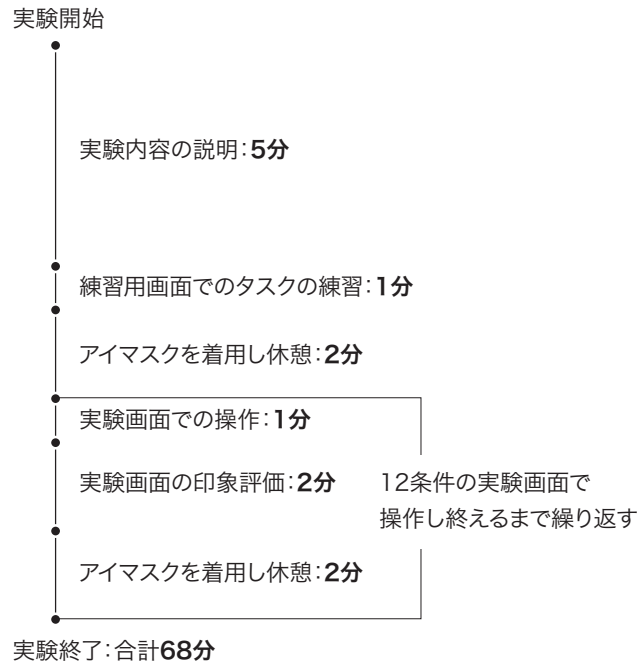 実験開始
実験内容の説明：5分
練習用画面でのタスクの練習：1分
アイマスクを着用し休憩：2分
実験画面での操作：1分
実験画面の印象評価：2分
12条件の実験画面で
操作し終えるまで繰り返す
アイマスクを着用し休憩：2分
実験終了：合計68分